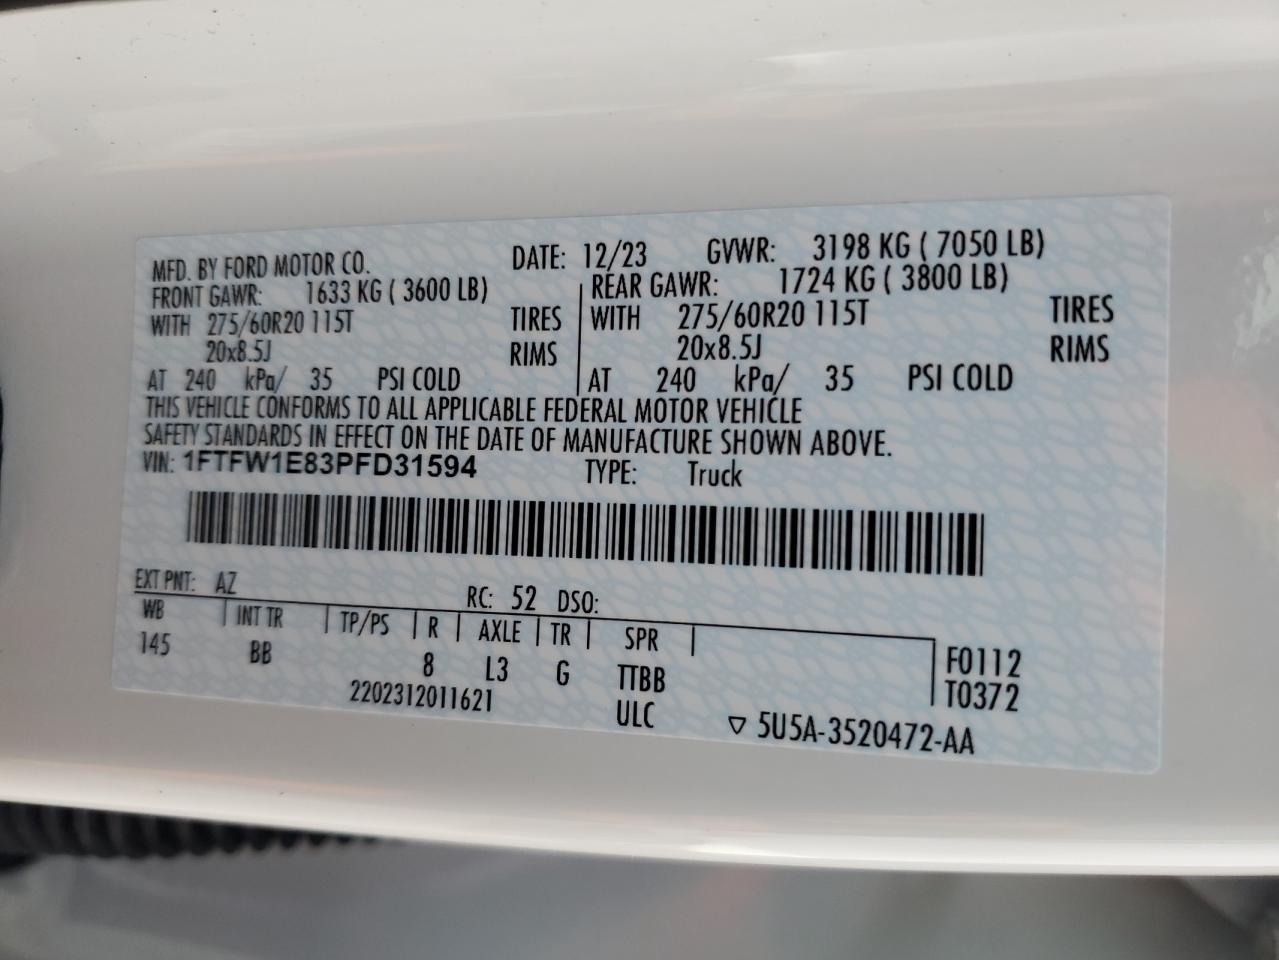 MFD. BY FORD MOTOR CO. DATE: 12/23 GVWR: 3198 KG ( 7050 LB)
FRONT GAWR: 1633 KG ( 3600 LB) REAR GAWR: 1724 KG ( 3800 LB)
WITH 275/60R20 115T TIRES WITH 275/60R20 115T TIRES
20x8.5J RIMS 20x8.5J RIMS
AT 240 kPa/ 35 PSI COLD AT 240 kPa/ 35 PSI COLD
THIS VEHICLE CONFORMS TO ALL APPLICABLE FEDERAL MOTOR VEHICLE
SAFETY STANDARDS IN EFFECT ON THE DATE OF MANUFACTURE SHOWN ABOVE.
VIN: 1FTFW1E83PFD31594 TYPE: Truck
EXT PNT: AZ RC: 52 DSO:
WB INT TR TP/PS R AXLE TR SPR
145 BB 8 L3 G TTBB F0112
2202312011621 ULC T0372
▽ 5U5A-3520472-AA